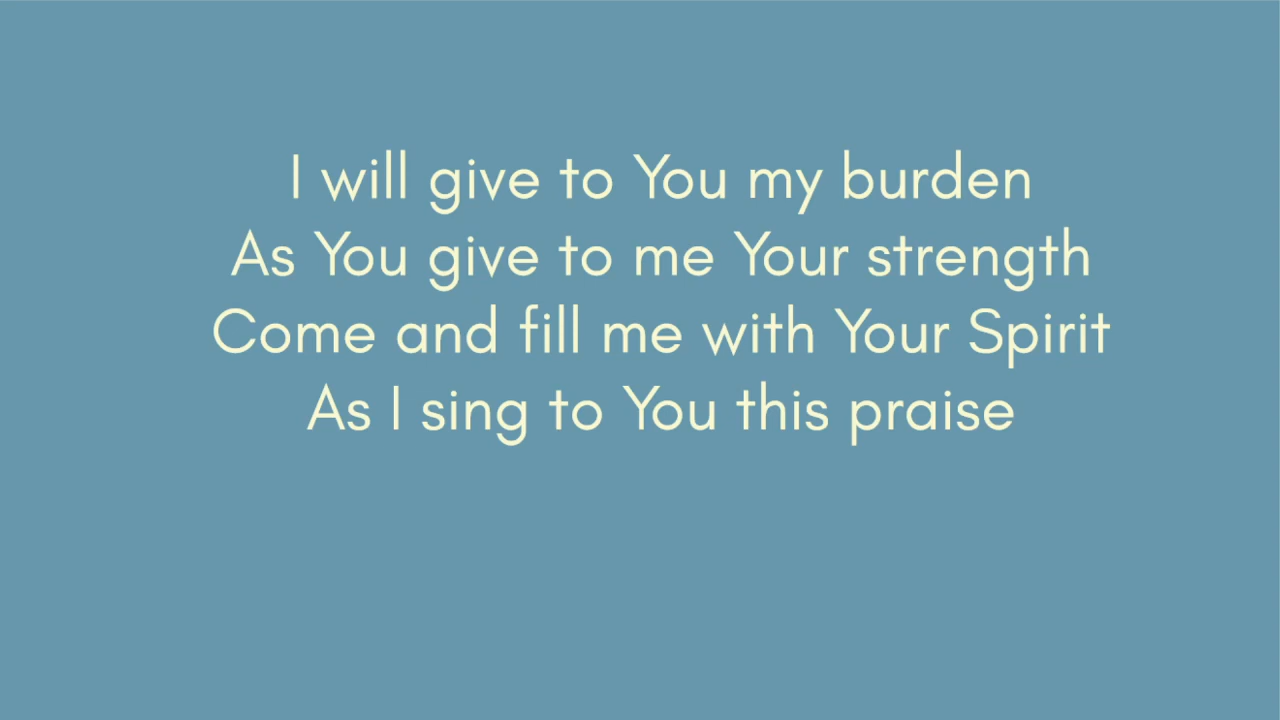 I will give to You my burden
As You give to me Your strength
Come and fill me with Your Spirit
As I sing to You this praise